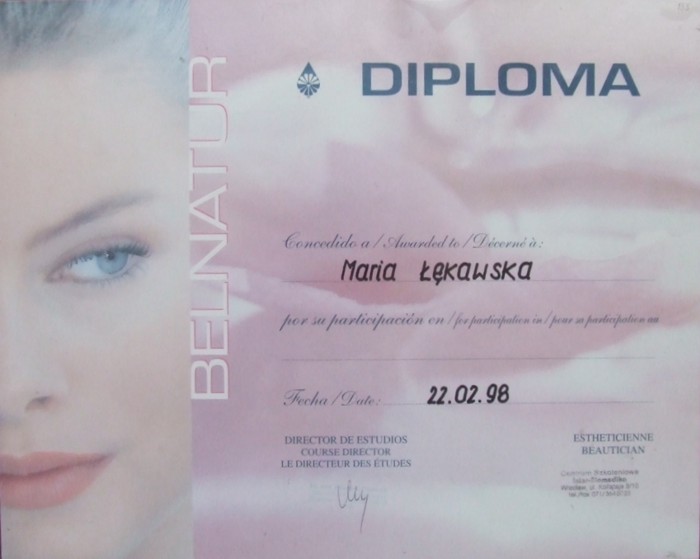 DIPLOMA
BELNATUR
Concedido a / Awarded to / Décerné à:
Maria Łękawska
por su participación en / for participation in / pour sa participation au
Fecha / Date: 22.02.98
DIRECTOR DE ESTUDIOS
COURSE DIRECTOR
LE DIRECTEUR DES ÉTUDES
ESTHETICIENNE
BEAUTICIAN